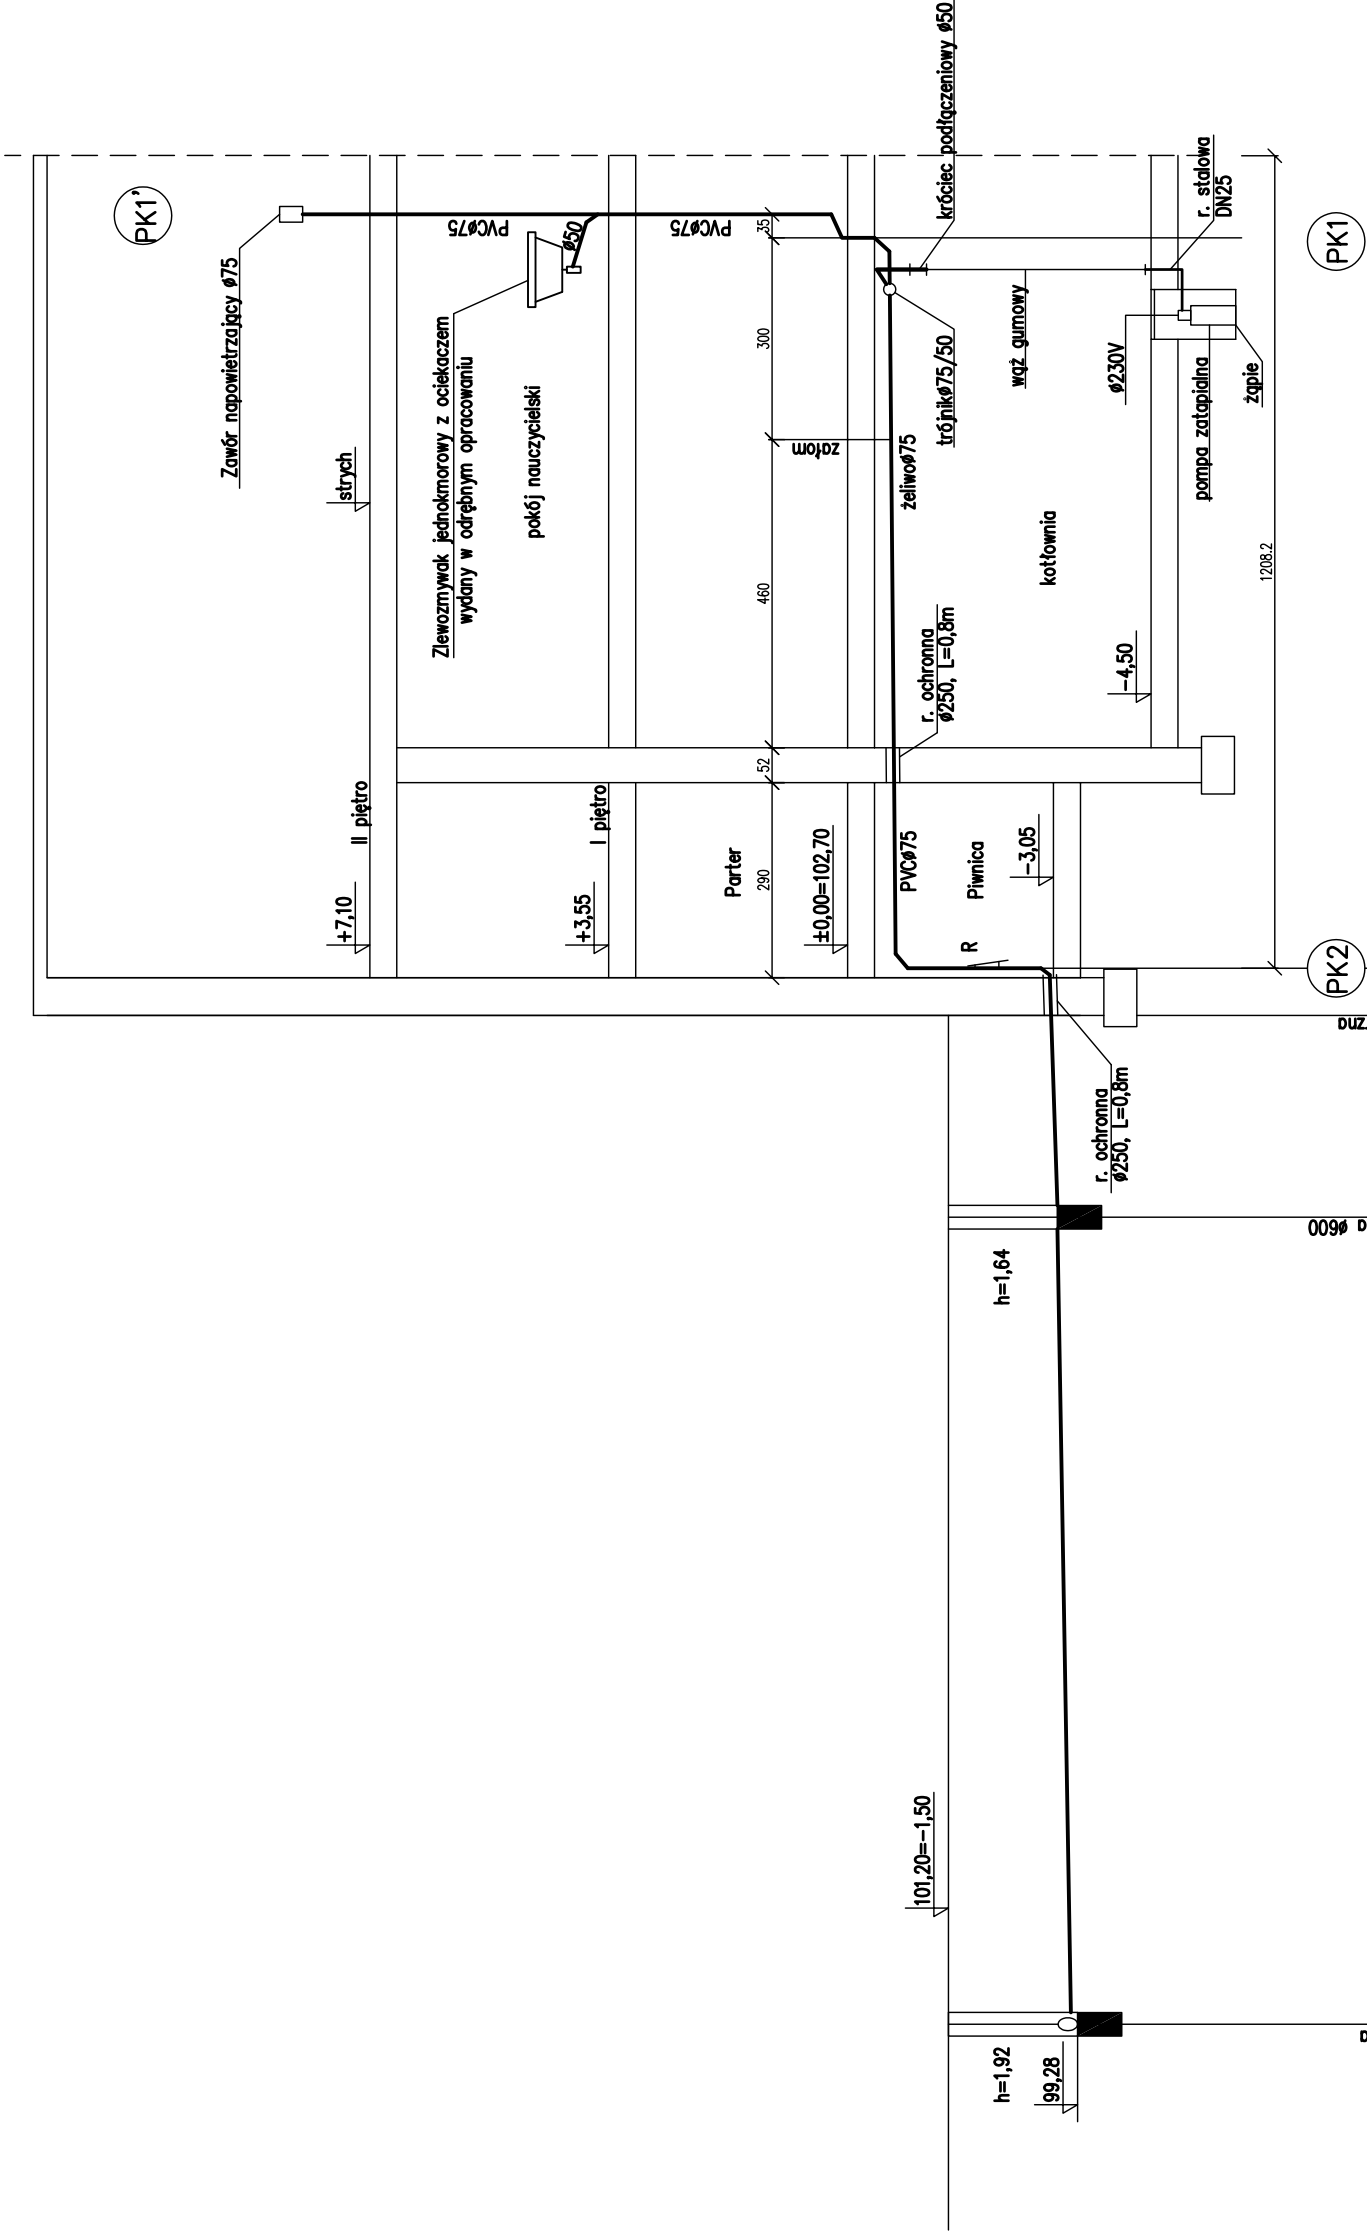 PK1'
Zawór napowietrzający ø75
strych
PVCø75
ø50
Zlewozmywak jednokmorowy z ociekaczem
wydany w odrębnym opracowaniu
pokój nauczycielski
II piętro
+7,10
I piętro
+3,55
PVCø75
35
300
460
52
290
Parter
załom
±0,00=102,70
króciec podłączeniowy ø50
trójnikø75/50
żeliwoø75
wąż gumowy
r. stalowa
DN25
ø230V
pompa zatapialna
żąpie
kotłownia
r. ochronna
ø250, L=0,8m
-4,50
PVCø75
Piwnica
-3,05
R
1208.2
PK1
PK2
rzna
r. ochronna
ø250, L=0,8m
a ø600
h=1,64
101,20=-1,50
h=1,92
99,28